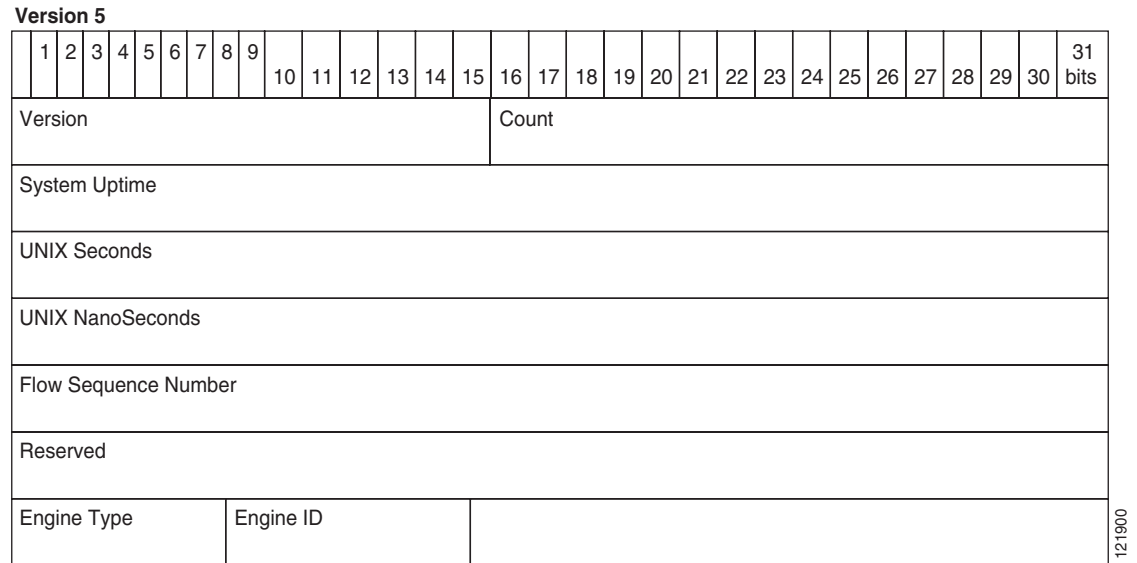 Version 5
1 2 3 4 5 6 7 8 9 10 11 12 13 14 15 16 17 18 19 20 21 22 23 24 25 26 27 28 29 30 31 bits
Version Count
System Uptime
UNIX Seconds
UNIX NanoSeconds
Flow Sequence Number
Reserved
Engine Type Engine ID
121900